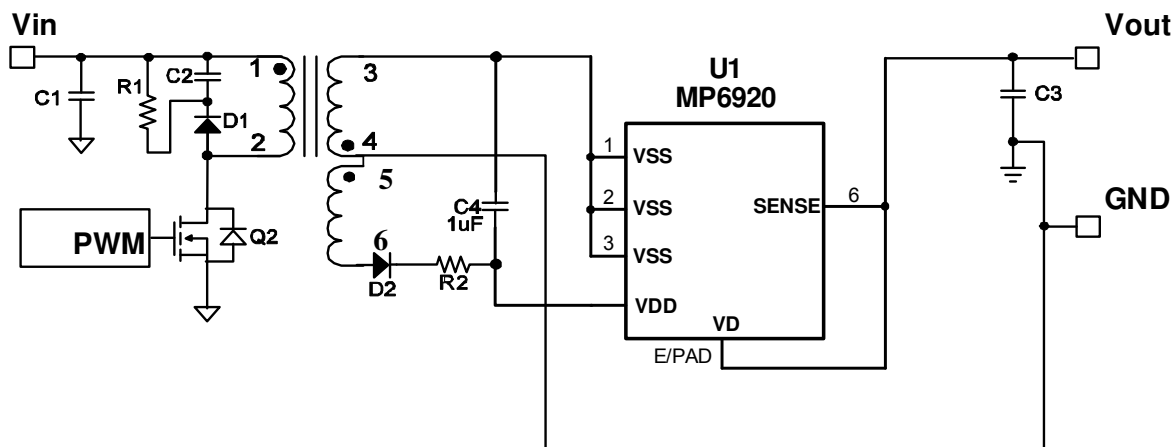 Vin
Vout
C1
R1
C2
D1
1
2
3
4
5
6
U1
MP6920
C3
1 VSS
2 VSS
3 VSS
SENSE 6
C4
1uF
GND
PWM
Q2
D2
R2
VDD
VD
E/PAD